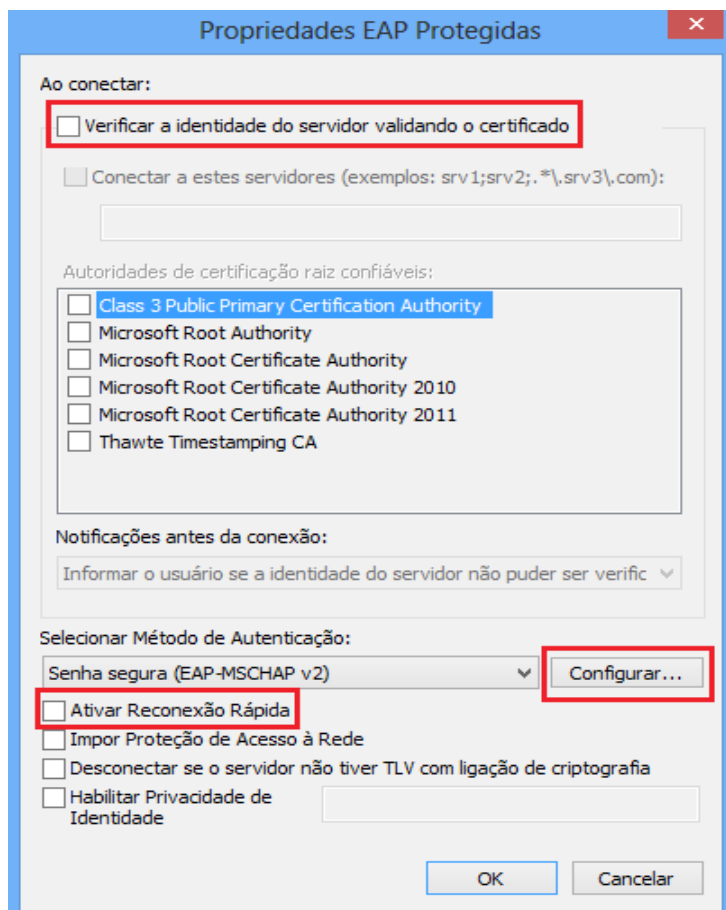 Propriedades EAP Protegidas
Ao conectar:
Verificar a identidade do servidor validando o certificado
Conectar a estes servidores (exemplos: srv1;srv2;.*\.srv3\.com):
Autoridades de certificação raiz confiáveis:
Class 3 Public Primary Certification Authority
Microsoft Root Authority
Microsoft Root Certificate Authority
Microsoft Root Certificate Authority 2010
Microsoft Root Certificate Authority 2011
Thawte Timestamping CA
Notificações antes da conexão:
Informar o usuário se a identidade do servidor não puder ser verific
Selecionar Método de Autenticação:
Senha segura (EAP-MSCHAP v2) Configurar...
Ativar Reconexão Rápida
Impor Proteção de Acesso à Rede
Desconectar se o servidor não tiver TLV com ligação de criptografia
Habilitar Privacidade de
Identidade
OK Cancelar